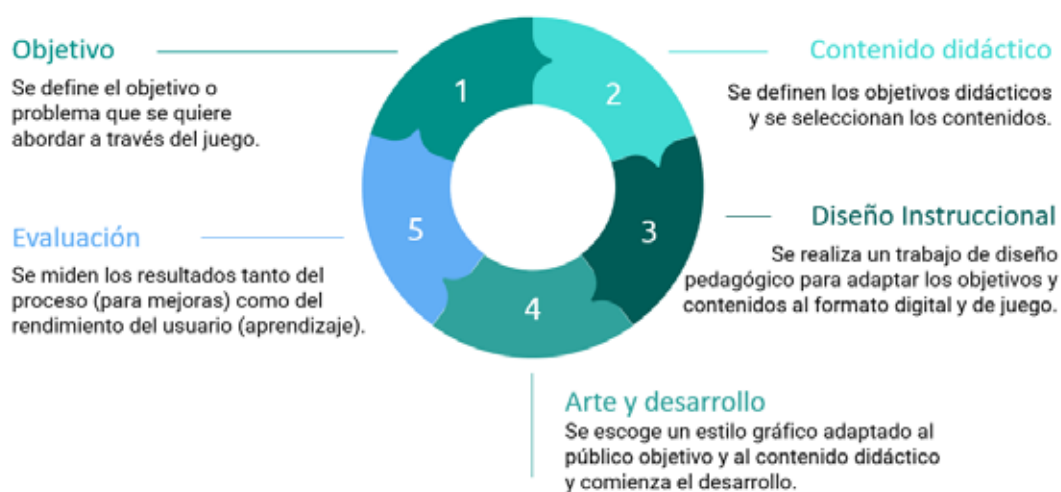 Objetivo
Se define el objetivo o
problema que se quiere
abordar a través del juego.
1
2
Contenido didáctico
Se definen los objetivos didácticos
y se seleccionan los contenidos.
3
Diseño Instruccional
Se realiza un trabajo de diseño
pedagógico para adaptar los objetivos y
contenidos al formato digital y de juego.
4
Arte y desarrollo
Se escoge un estilo gráfico adaptado al
público objetivo y al contenido didáctico
y comienza el desarrollo.
5
Evaluación
Se miden los resultados tanto del
proceso (para mejoras) como del
rendimiento del usuario (aprendizaje).